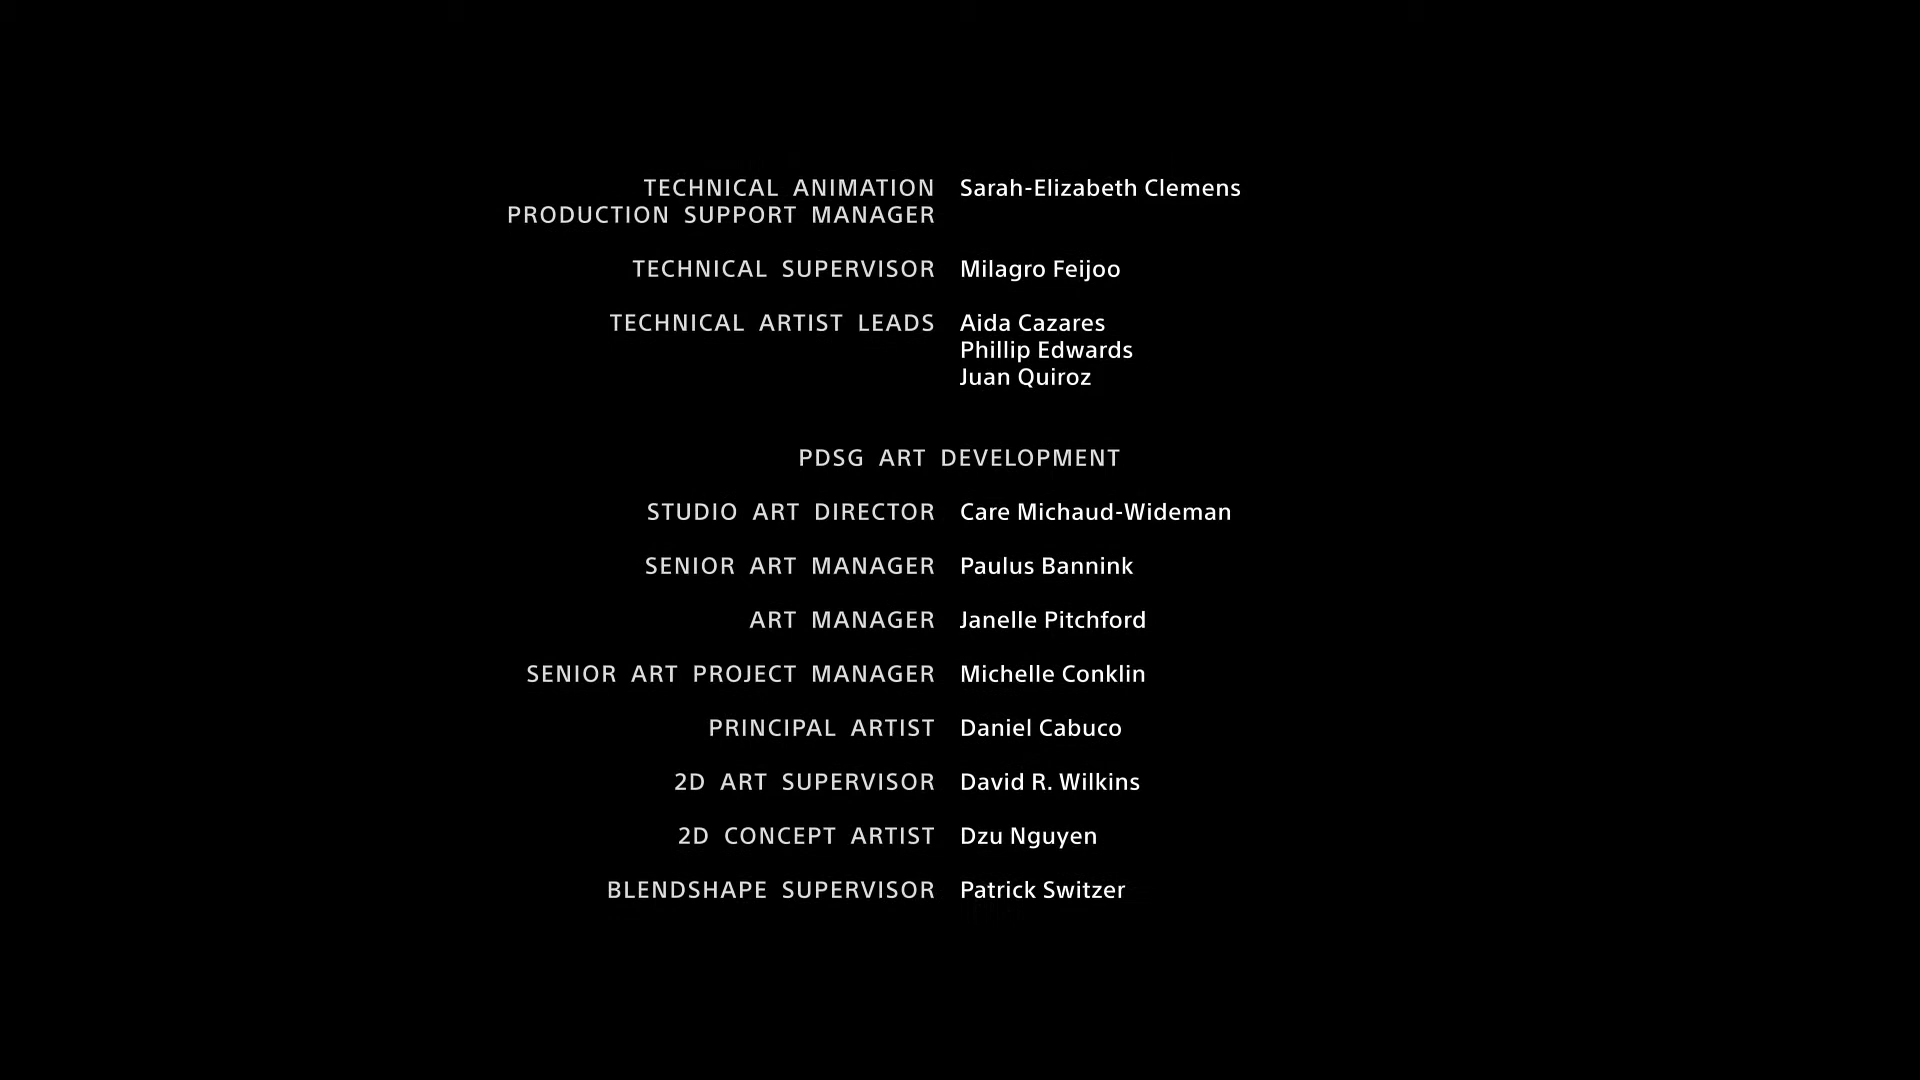 TECHNICAL ANIMATION PRODUCTION SUPPORT MANAGER Sarah-Elizabeth Clemens
TECHNICAL SUPERVISOR Milagro Feijoo
TECHNICAL ARTIST LEADS Aida Cazares
Phillip Edwards
Juan Quiroz
PDSG ART DEVELOPMENT
STUDIO ART DIRECTOR Care Michaud-Wideman
SENIOR ART MANAGER Paulus Bannink
ART MANAGER Janelle Pitchford
SENIOR ART PROJECT MANAGER Michelle Conklin
PRINCIPAL ARTIST Daniel Cabuco
2D ART SUPERVISOR David R. Wilkins
2D CONCEPT ARTIST Dzu Nguyen
BLENDSHAPE SUPERVISOR Patrick Switzer